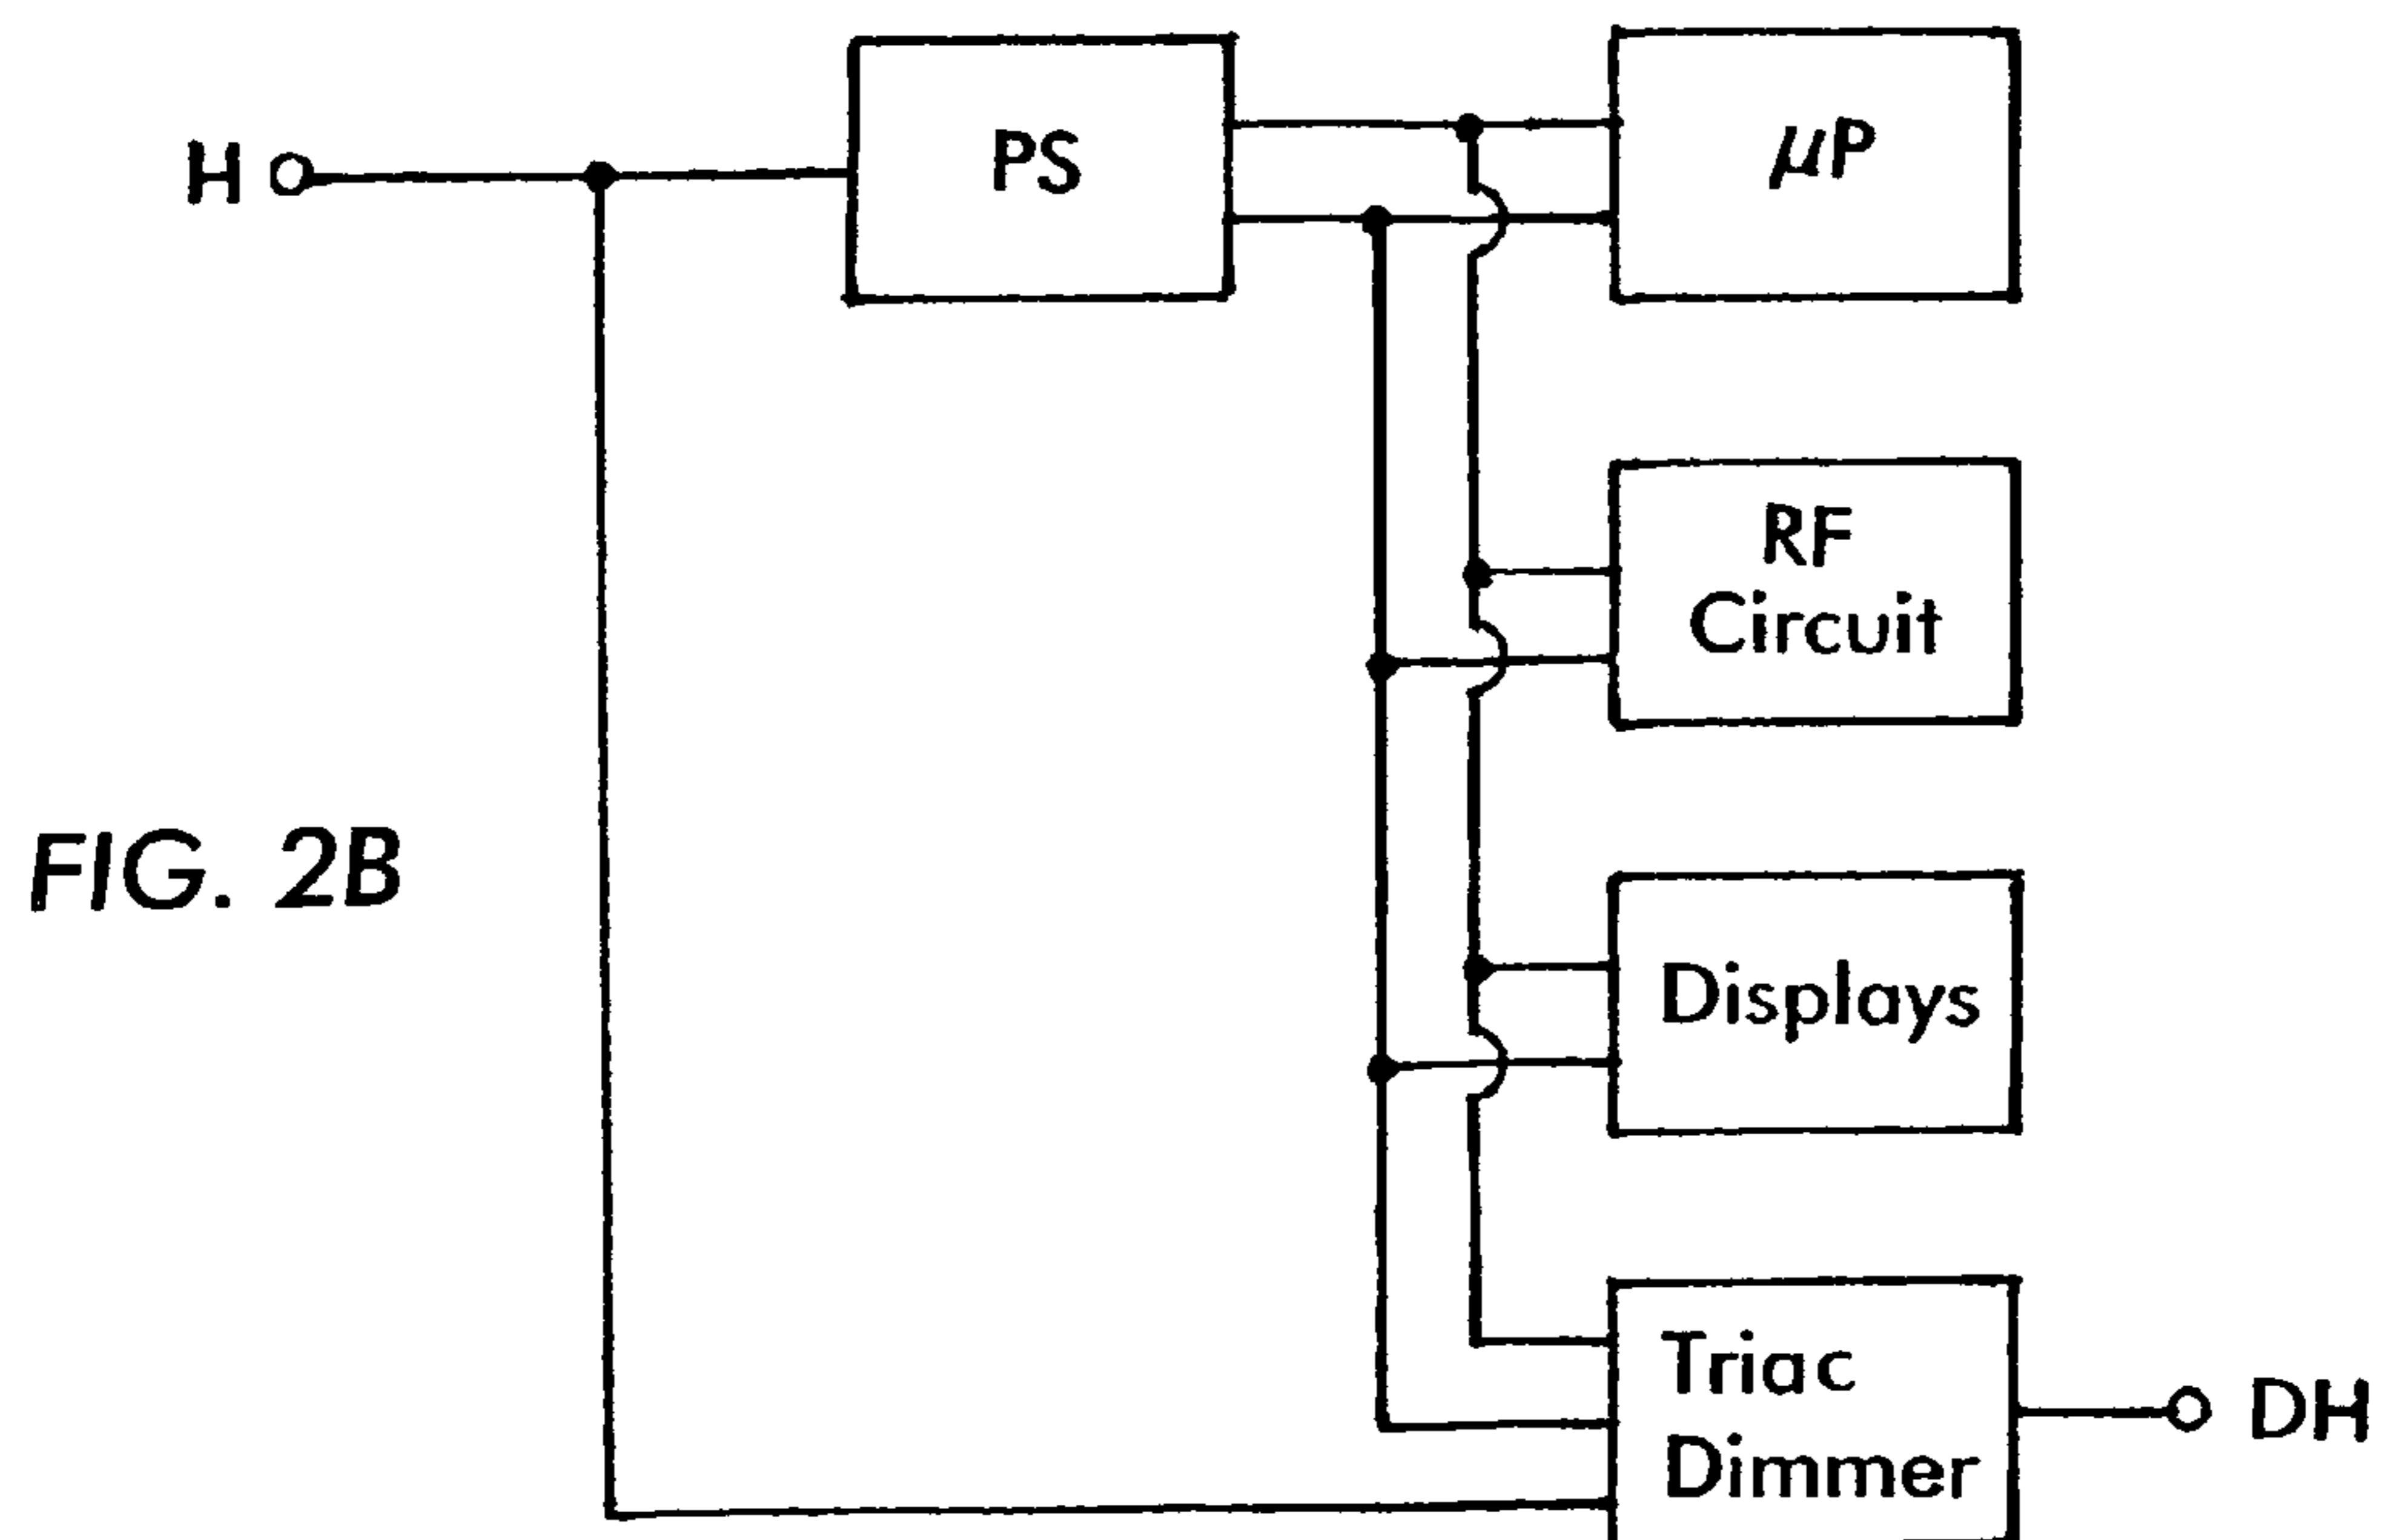 H
PS
μP
RF
Circuit
FIG. 2B
Displays
Triac
Dimmer
DH